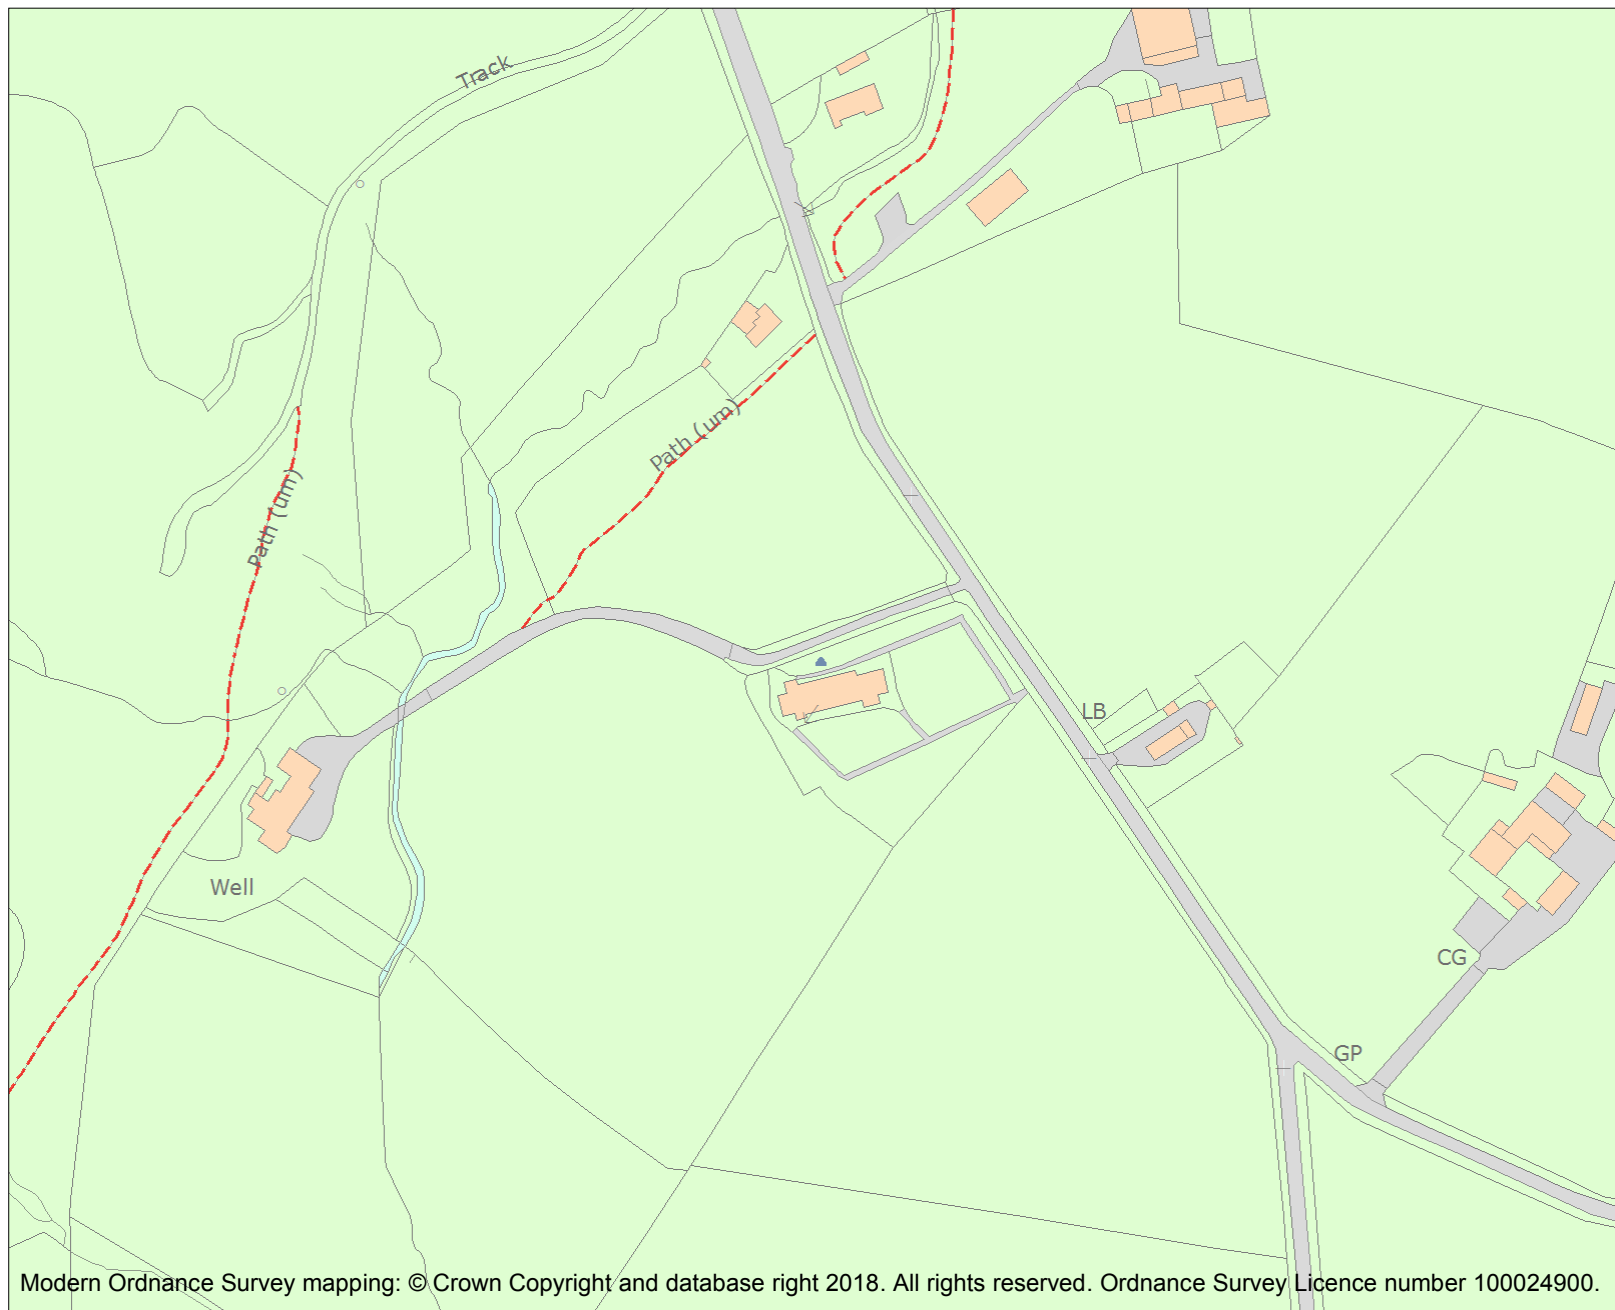 Track
Path (um)
Path (um)
LB
Well
CG
GP
Modern Ordnance Survey mapping: © Crown Copyright and database right 2018. All rights reserved. Ordnance Survey Licence number 100024900.